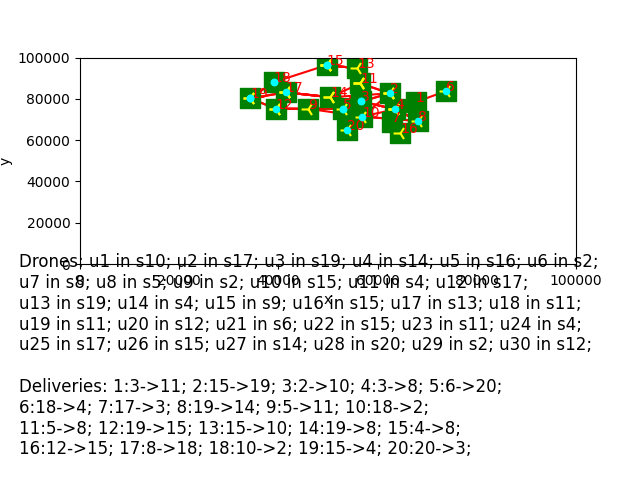 100000
80000
60000
40000
20000
0
y
0 20000 40000 60000 80000 100000
x
15
13
Drones: u1 in s10; u2 in s17; u3 in s19; u4 in s14; u5 in s16; u6 in s2;
u7 in s8; u8 in s5; u9 in s2; u10 in s15; u11 in s4; u12 in s17;
u13 in s19; u14 in s4; u15 in s9; u16 in s15; u17 in s13; u18 in s11;
u19 in s11; u20 in s12; u21 in s6; u22 in s15; u23 in s11; u24 in s4;
u25 in s17; u26 in s15; u27 in s14; u28 in s20; u29 in s2; u30 in s12;
Deliveries: 1:3->11; 2:15->19; 3:2->10; 4:3->8; 5:6->20;
6:18->4; 7:17->3; 8:19->14; 9:5->11; 10:18->2;
11:5->8; 12:19->15; 13:15->10; 14:19->8; 15:4->8;
16:12->15; 17:8->18; 18:10->2; 19:15->4; 20:20->3;